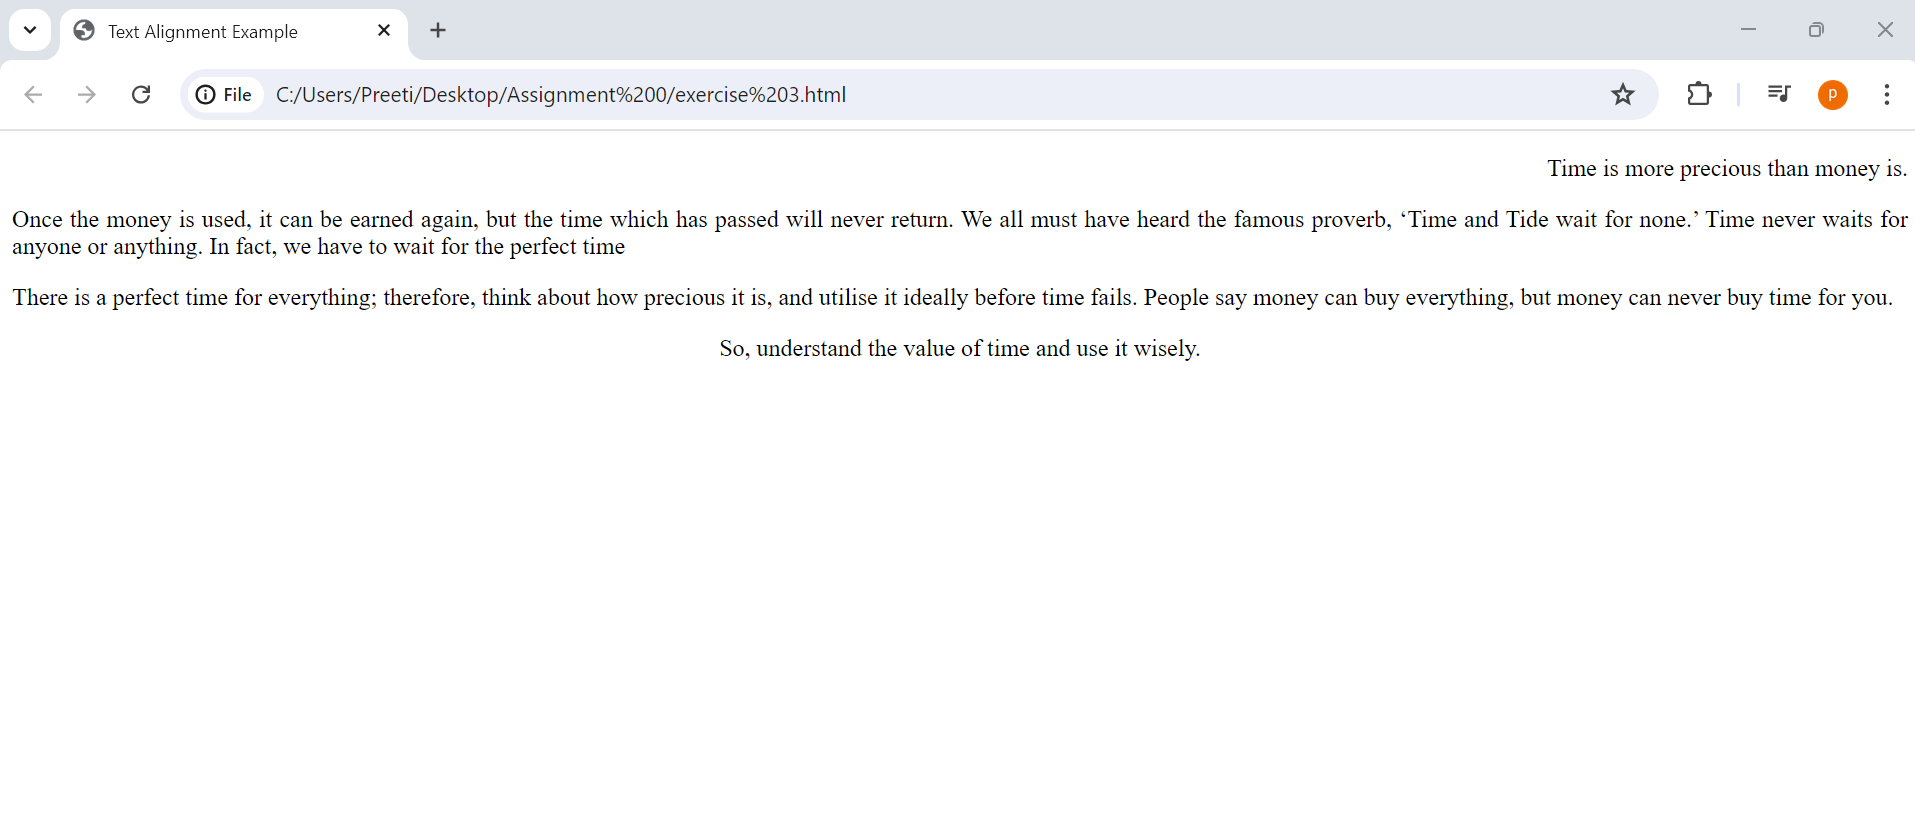 Text Alignment Example
File
C:/Users/Preeti/Desktop/Assignment%200/exercise%203.html
p
Time is more precious than money is.
Once the money is used, it can be earned again, but the time which has passed will never return. We all must have heard the famous proverb, ‘Time and Tide wait for none.’ Time never waits for
anyone or anything. In fact, we have to wait for the perfect time
There is a perfect time for everything; therefore, think about how precious it is, and utilise it ideally before time fails. People say money can buy everything, but money can never buy time for you.
So, understand the value of time and use it wisely.